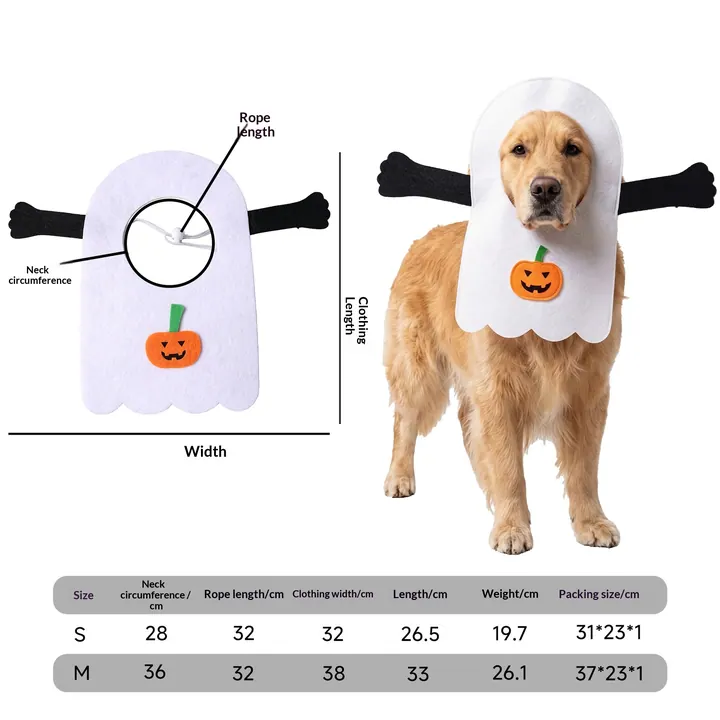 Rope
length
Neck
circumference
Clothing
Length
Width
Size Neck circumference / cm Rope length/cm Clothing width/cm Length/cm Weight/cm Packing size/cm
S 28 32 32 26.5 19.7 31*23*1
M 36 32 38 33 26.1 37*23*1